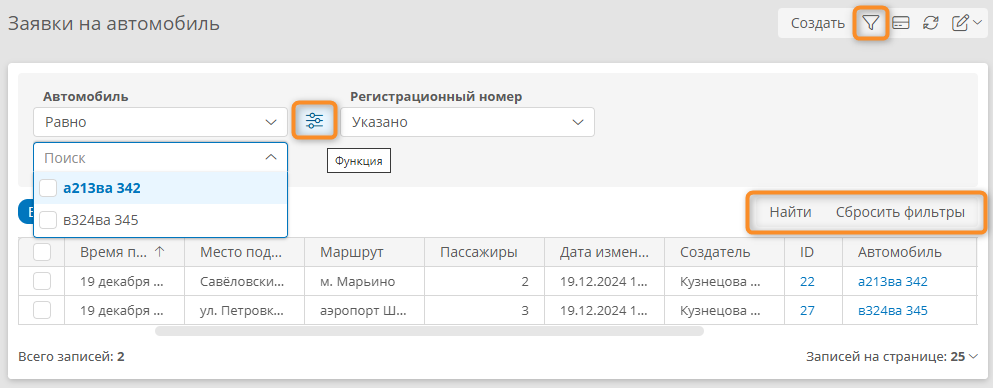 Заявки на автомобиль
Создать
Автомобиль
Регистрационный номер
Равно
Указано
Поиск
Функция
а213ва 342
в324ва 345
Найти Сбросить фильтры
Время п... Место под... Маршрут Пассажиры Дата измен... Создатель ID Автомобиль
19 декабря ... Савёловски... м. Марьино 2 19.12.2024 1... Кузнецова ... 22 а213ва 342
19 декабря ... ул. Петровк... аэропорт Ш... 3 19.12.2024 1... Кузнецова ... 27 в324ва 345
Всего записей: 2
Записей на странице: 25